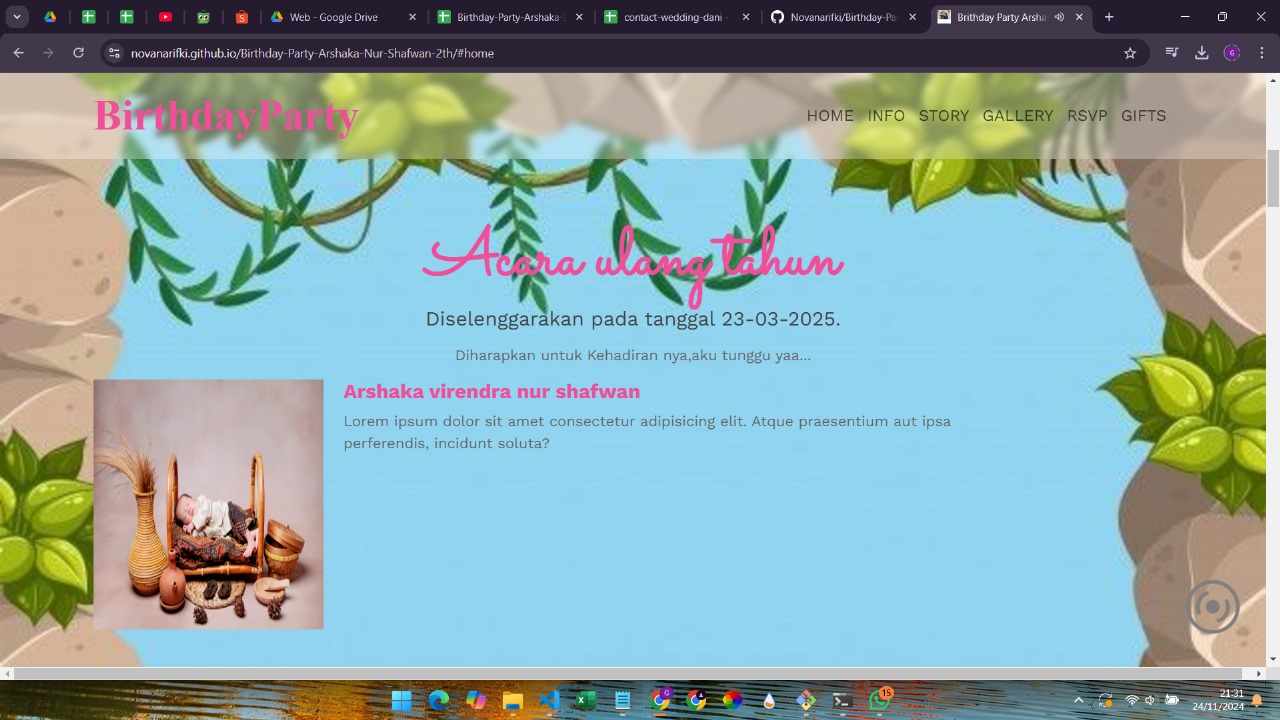 Web - Google Drive
Birthday-Party-Arshaka-
contact-wedding-dani -
Novanarifki/Birthday-Pa
Brithday Party Arsha
novanarifki.github.io/Birthday-Party-Arshaka-Nur-Shafwan-2th/#home
G
BirthdayParty
HOME INFO STORY GALLERY RSVP GIFTS
Acara ulang tahun
Diselenggarakan pada tanggal 23-03-2025.
Diharapkan untuk Kehadiran nya,aku tunggu yaa...
Arshaka virendra nur shafwan
Lorem ipsum dolor sit amet consectetur adipisicing elit. Atque praesentium aut ipsa
perferendis, incidunt soluta?
15
21:31
24/11/2024